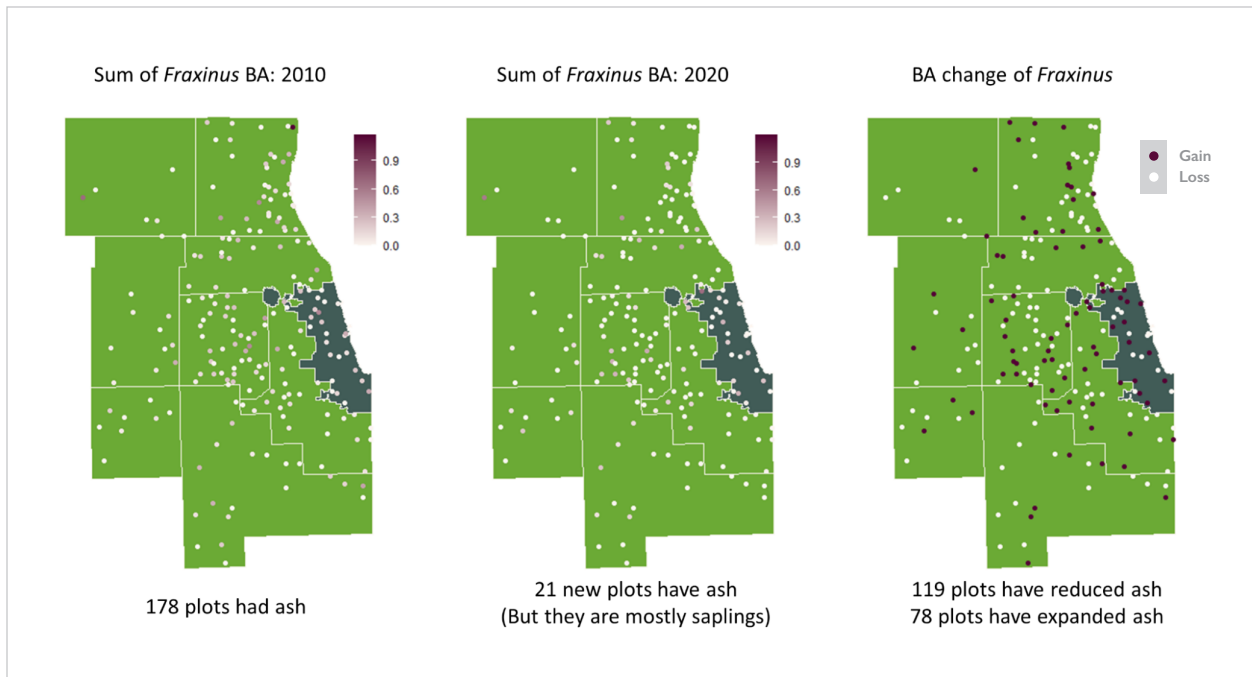 Sum of Fraxinus BA: 2010
0.9
0.6
0.3
0.0
178 plots had ash
Sum of Fraxinus BA: 2020
0.9
0.6
0.3
0.0
21 new plots have ash
(But they are mostly saplings)
BA change of Fraxinus
Gain
Loss
119 plots have reduced ash
78 plots have expanded ash